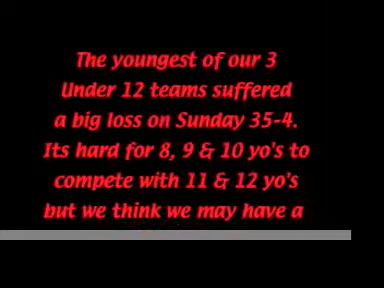 The youngest of our 3
Under 12 teams suffered
a big loss on Sunday 35-4.
Its hard for 8, 9 & 10 yo's to
compete with 11 & 12 yo's
but we think we may have a